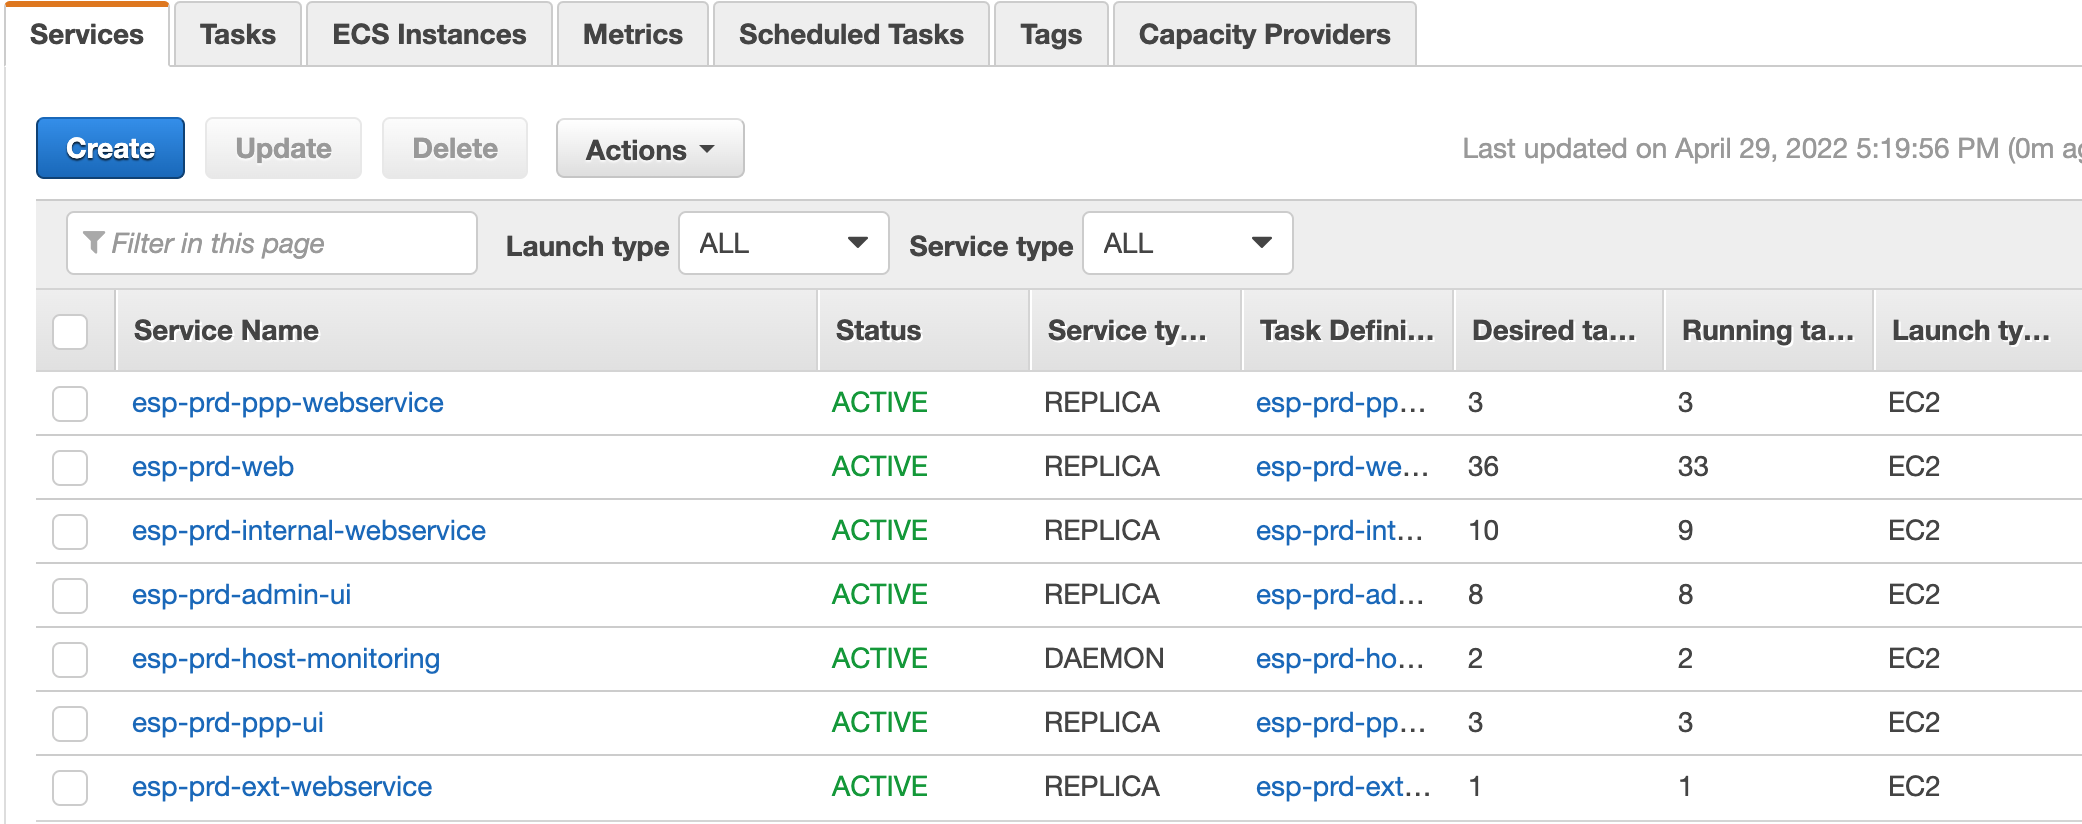 Services Tasks ECS Instances Metrics Scheduled Tasks Tags Capacity Providers
Create Update Delete Actions Last updated on April 29, 2022 5:19:56 PM (0m ag
Filter in this page Launch type ALL Service type ALL
Service Name Status Service ty... Task Defini... Desired ta... Running ta... Launch ty...
esp-prd-ppp-webservice ACTIVE REPLICA esp-prd-pp... 3 3 EC2
esp-prd-web ACTIVE REPLICA esp-prd-we... 36 33 EC2
esp-prd-internal-webservice ACTIVE REPLICA esp-prd-int... 10 9 EC2
esp-prd-admin-ui ACTIVE REPLICA esp-prd-ad... 8 8 EC2
esp-prd-host-monitoring ACTIVE DAEMON esp-prd-ho... 2 2 EC2
esp-prd-ppp-ui ACTIVE REPLICA esp-prd-pp... 3 3 EC2
esp-prd-ext-webservice ACTIVE REPLICA esp-prd-ext... 1 1 EC2